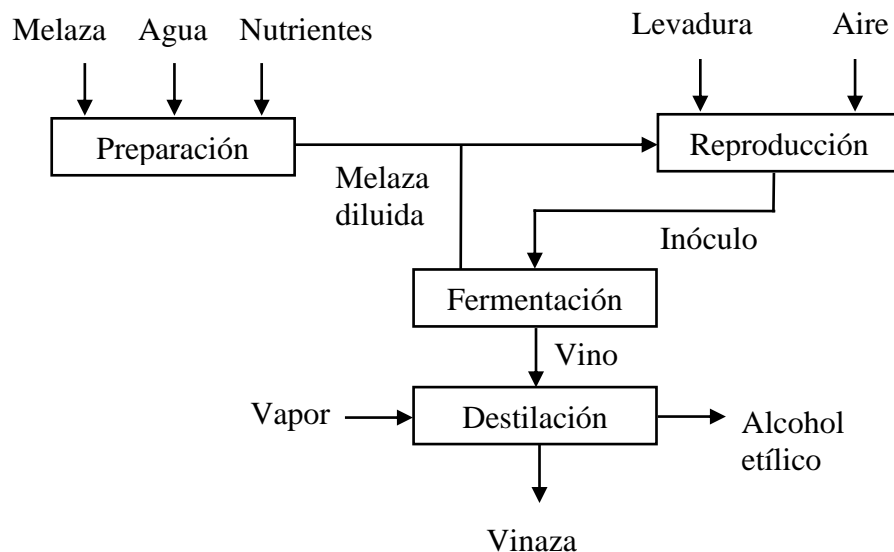 Melaza Agua Nutrientes
Levadura Aire
Preparación
Reproducción
Melaza
diluida
Inóculo
Fermentación
Vino
Vapor
Destilación
Alcohol
etílico
Vinaza